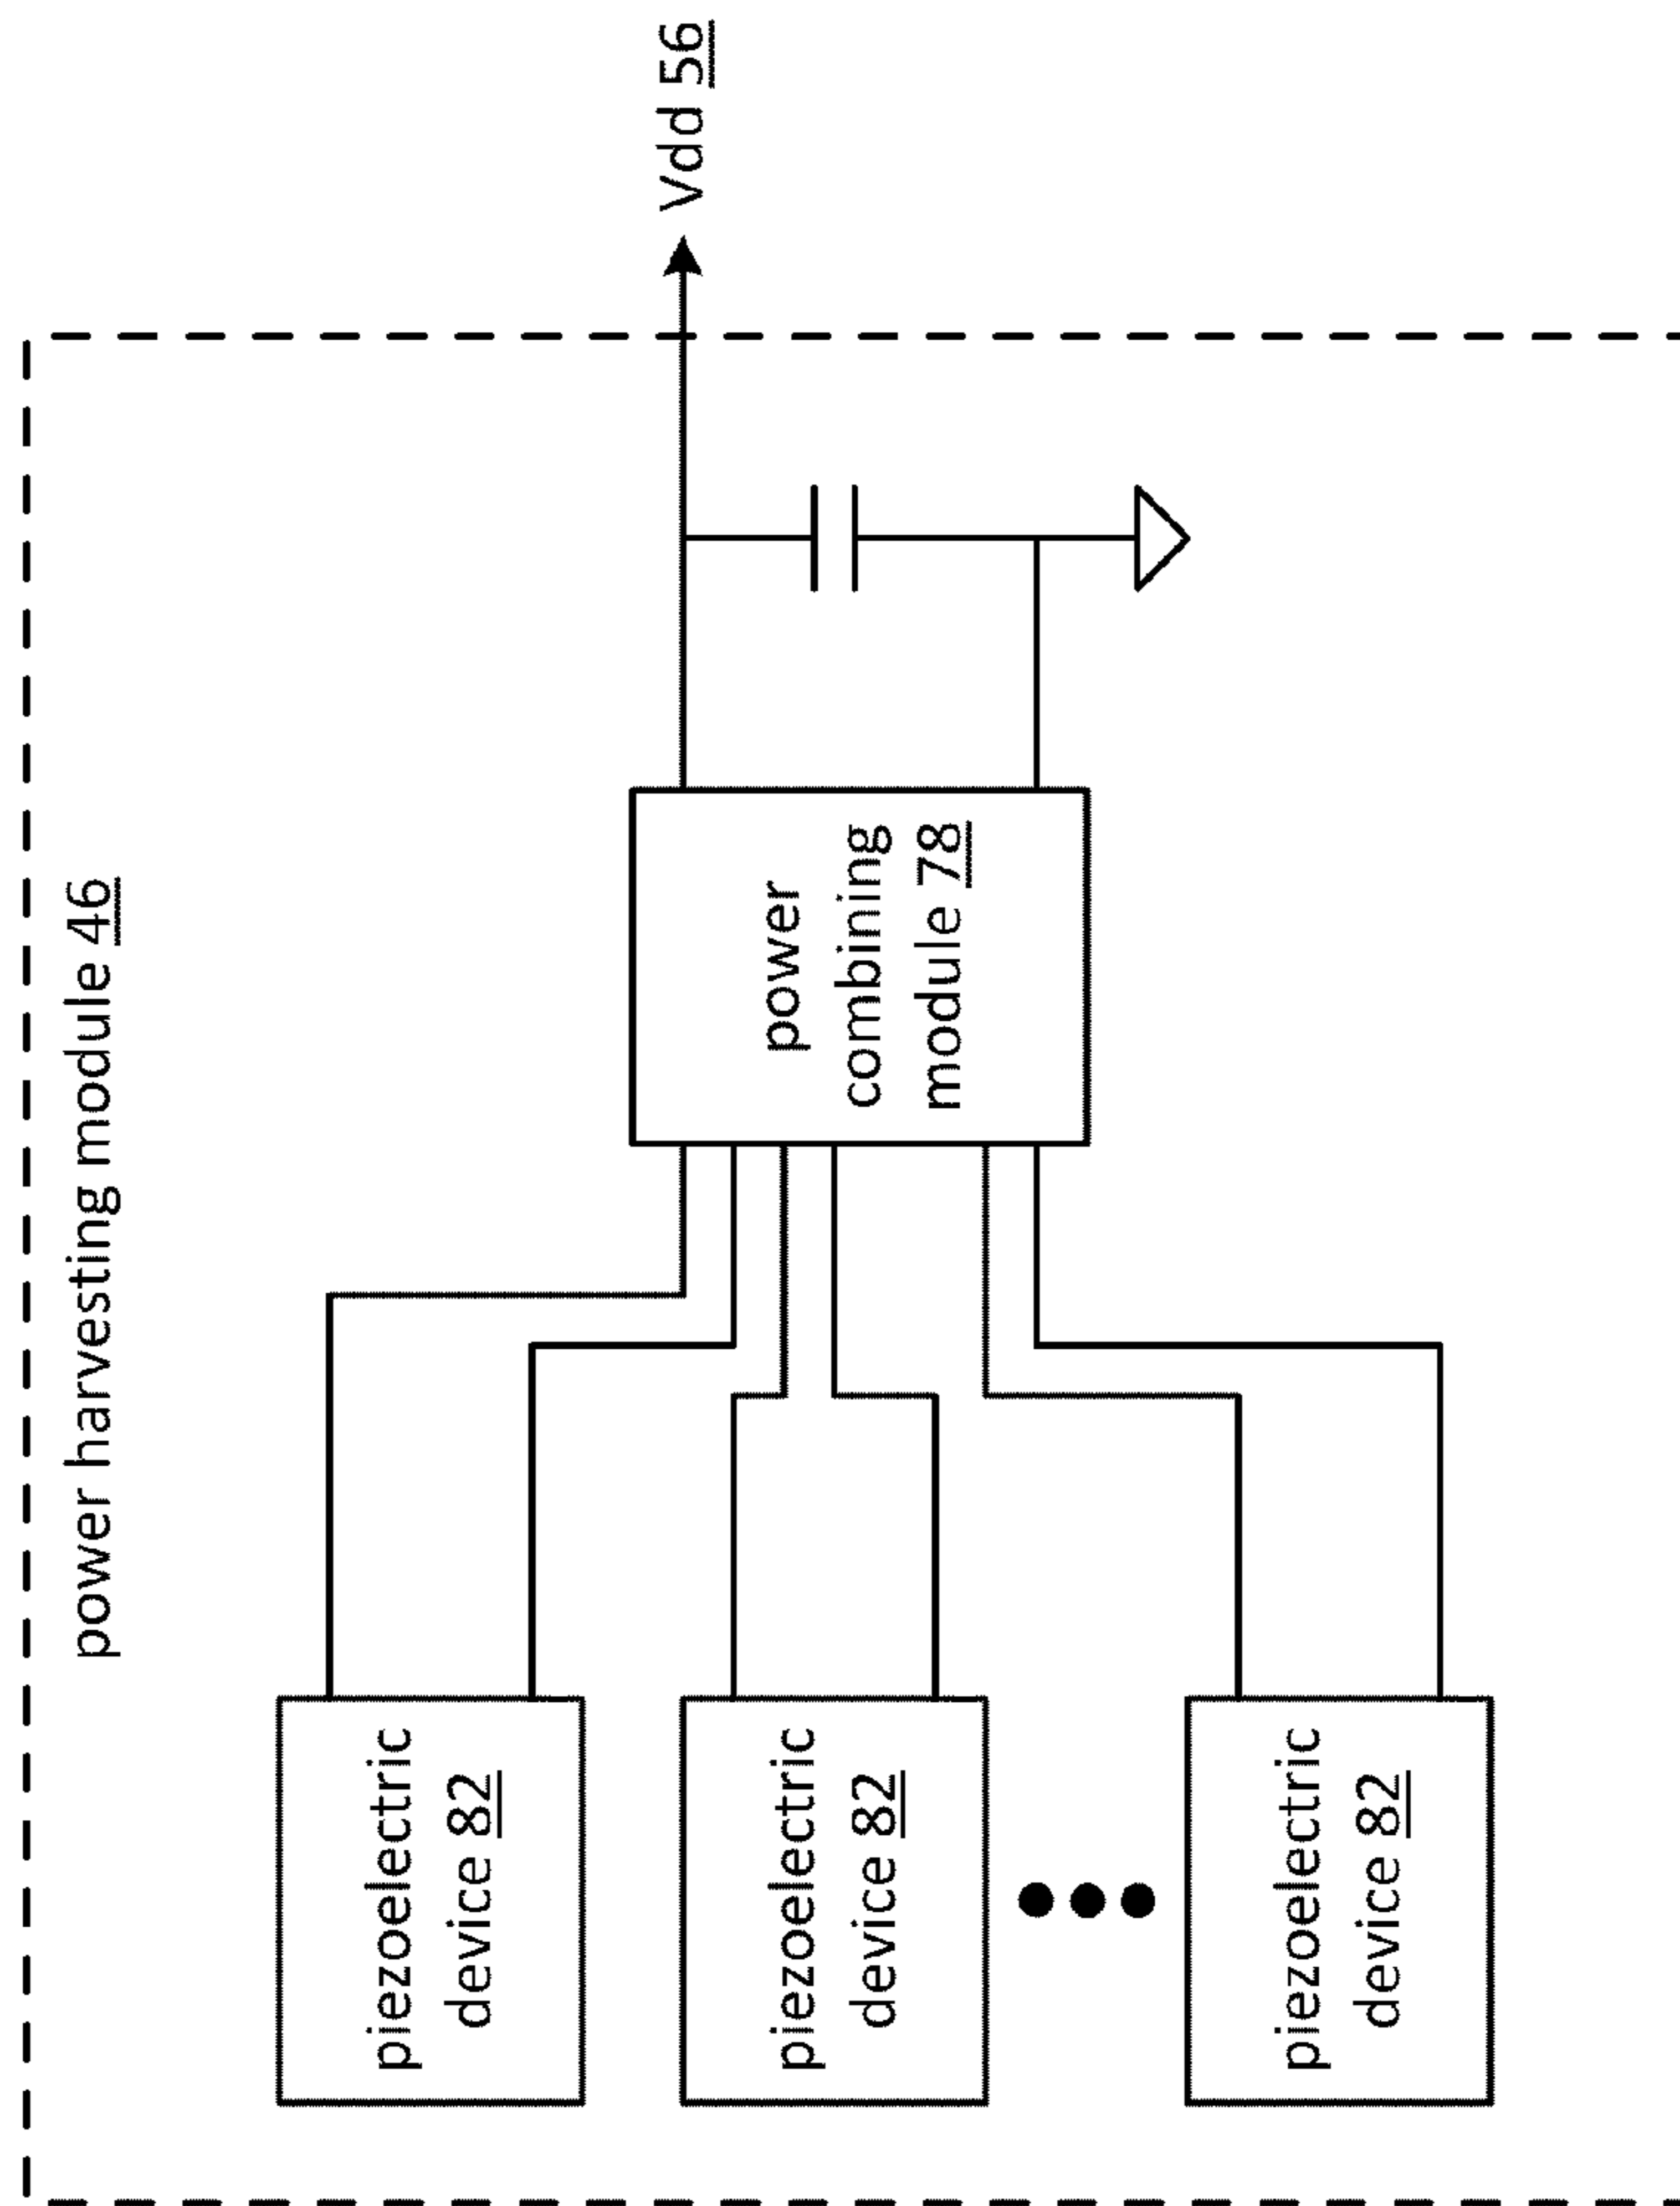 power harvesting module 46
piezoelectric
device 82
piezoelectric
device 82
piezoelectric
device 82
power
combining
module 78
Vdd 56